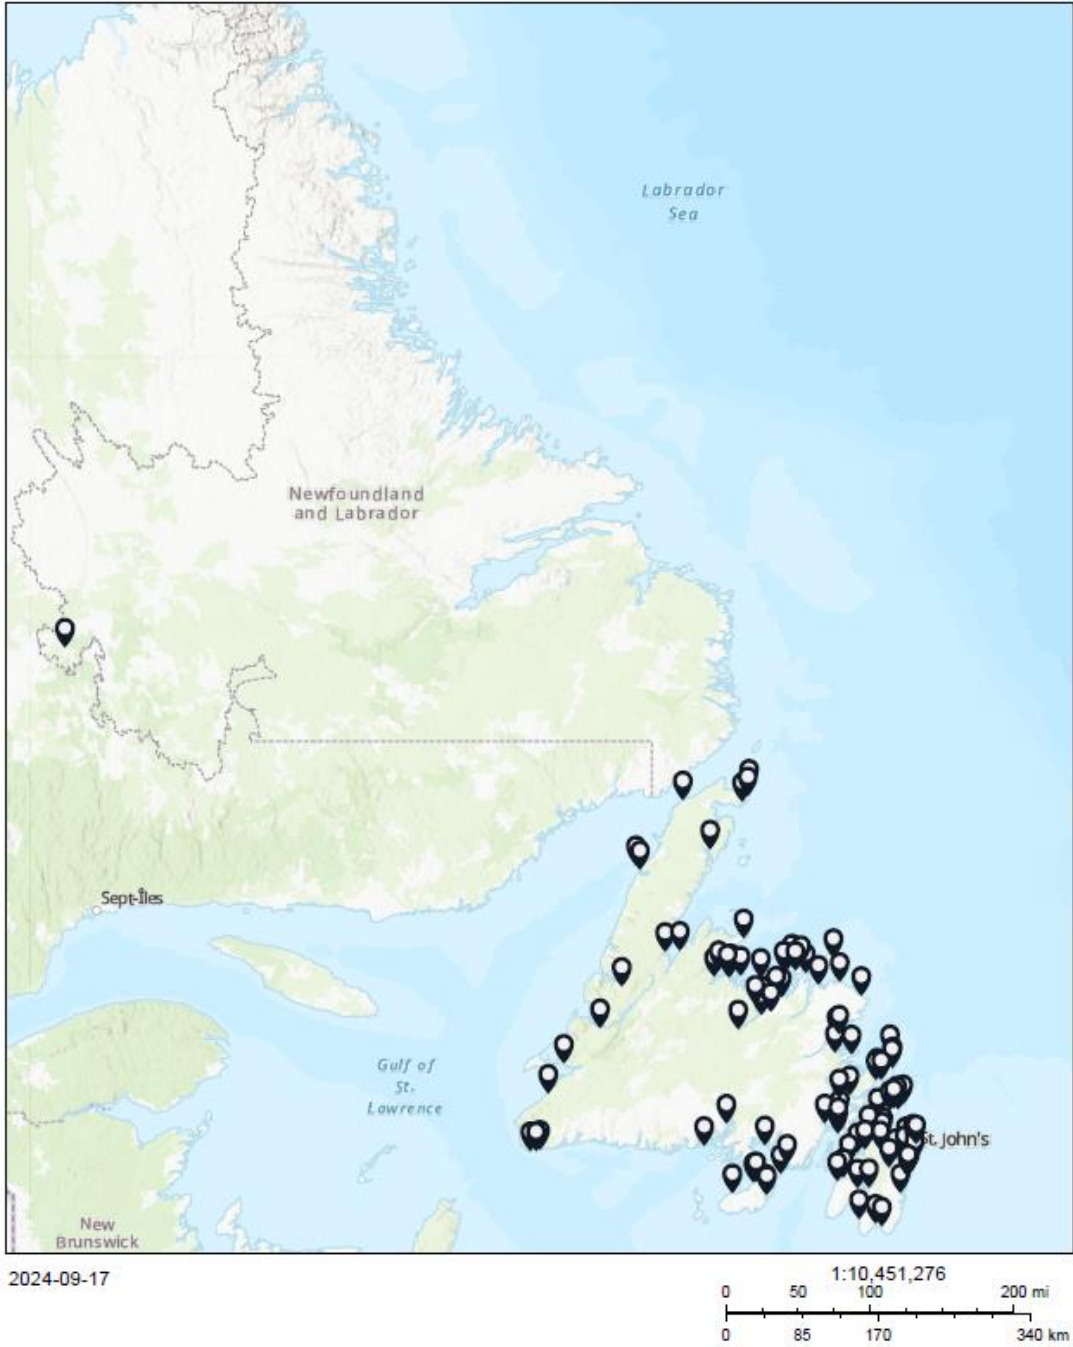 Labrador
Sea
Newfoundland
and Labrador
Sept-Îles
Gulf of
St.
Lawrence
St. John's
New
Brunswick
2024-09-17
1:10,451,276
0 50 100 200 mi
0 85 170 340 km